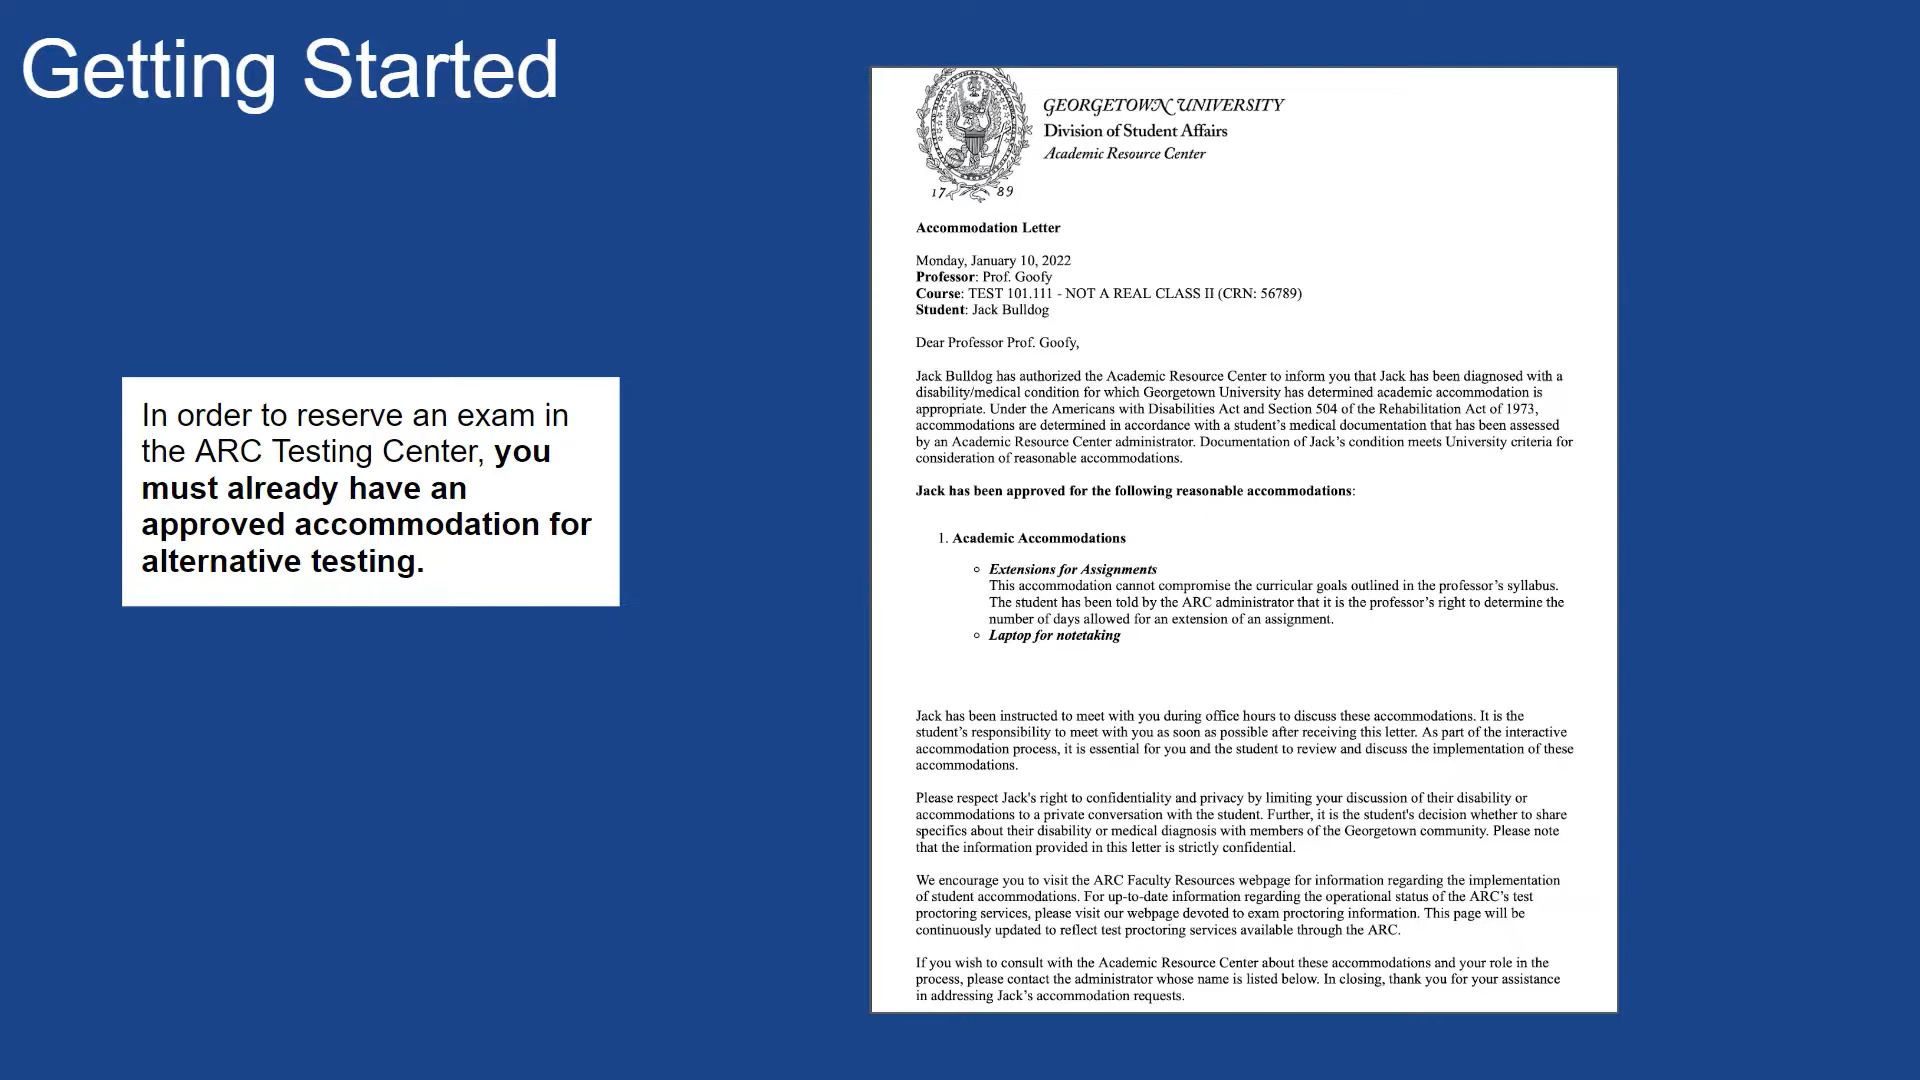 Getting Started
In order to reserve an exam in
the ARC Testing Center, you
must already have an
approved accommodation for
alternative testing.
GEORGETOWN UNIVERSITY
Division of Student Affairs
Academic Resource Center
17 89
Accommodation Letter
Monday, January 10, 2022
Professor: Prof. Goofy
Course: TEST 101.111 - NOT A REAL CLASS II (CRN: 56789)
Student: Jack Bulldog
Dear Professor Prof. Goofy,
Jack Bulldog has authorized the Academic Resource Center to inform you that Jack has been diagnosed with a
disability/medical condition for which Georgetown University has determined academic accommodation is
appropriate. Under the Americans with Disabilities Act and Section 504 of the Rehabilitation Act of 1973,
accommodations are determined in accordance with a student's medical documentation that has been assessed
by an Academic Resource Center administrator. Documentation of Jack's condition meets University criteria for
consideration of reasonable accommodations.
Jack has been approved for the following reasonable accommodations:
1. Academic Accommodations
Extensions for Assignments
This accommodation cannot compromise the curricular goals outlined in the professor's syllabus.
The student has been told by the ARC administrator that it is the professor's right to determine the
number of days allowed for an extension of an assignment.
Laptop for notetaking
Jack has been instructed to meet with you during office hours to discuss these accommodations. It is the
student's responsibility to meet with you as soon as possible after receiving this letter. As part of the interactive
accommodation process, it is essential for you and the student to review and discuss the implementation of these
accommodations.
Please respect Jack's right to confidentiality and privacy by limiting your discussion of their disability or
accommodations to a private conversation with the student. Further, it is the student's decision whether to share
specifics about their disability or medical diagnosis with members of the Georgetown community. Please note
that the information provided in this letter is strictly confidential.
We encourage you to visit the ARC Faculty Resources webpage for information regarding the implementation
of student accommodations. For up-to-date information regarding the operational status of the ARC's test
proctoring services, please visit our webpage devoted to exam proctoring information. This page will be
continuously updated to reflect test proctoring services available through the ARC.
If you wish to consult with the Academic Resource Center about these accommodations and your role in the
process, please contact the administrator whose name is listed below. In closing, thank you for your assistance
in addressing Jack's accommodation requests.